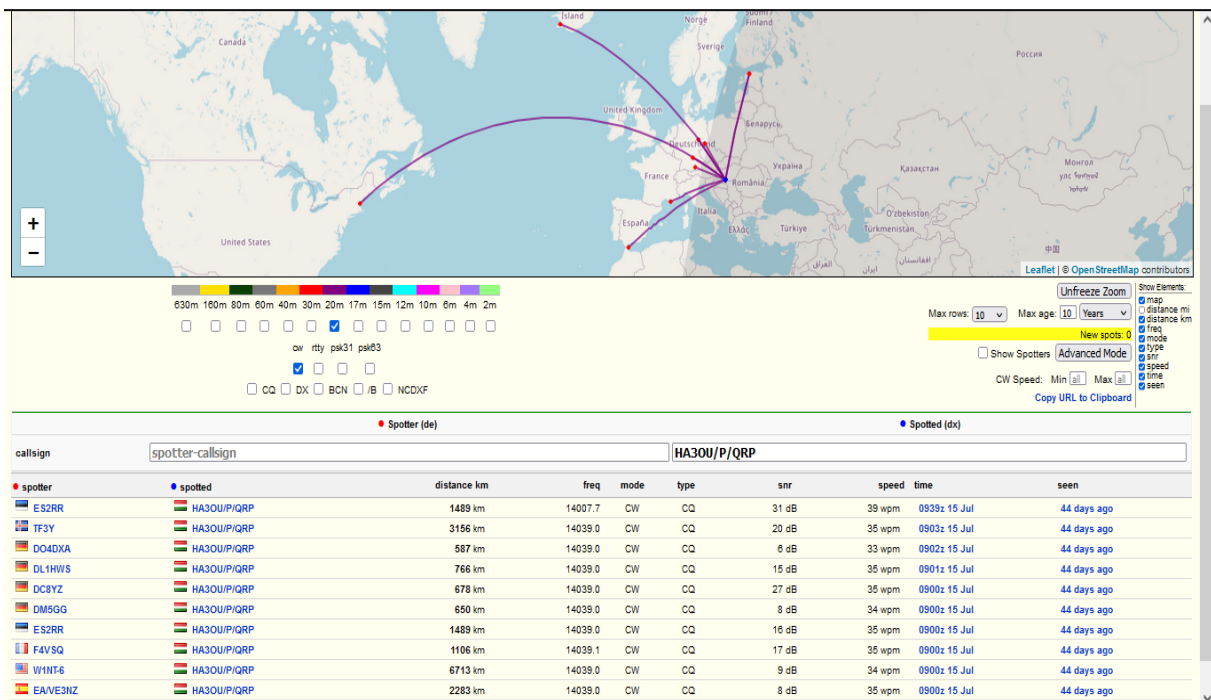 Ísland
Norge
Suomi /
Finland
Canada
Sverige
Россия
United Kingdom
Беларусь
Deutschland
Україна
Қазақстан
Монгол
улс
France
România
Italia
O'zbekiston
España
Ελλάς
Türkiye
Türkmenistan
United States
中国
العراق
ایران
افغانستان
+
−
Leaflet | © OpenStreetMap contributors
630m 160m 80m 60m 40m 30m 20m 17m 15m 12m 10m 6m 4m 2m
cw rtty psk31 psk63
CQ DX BCN /B NCDXF
Unfreeze Zoom
Max rows: 10 Max age: 10 Years
New spots: 0
Show Spotters Advanced Mode
CW Speed: Min all Max all
Copy URL to Clipboard
Show Elements:
map
distance mi
distance km
freq
mode
type
snr
speed
time
seen
Spotter (de) Spotted (dx)
callsign spotter-callsign HA3OU/P/QRP
spotter spotted distance km freq mode type snr speed time seen
ES2RR HA3OU/P/QRP 1489 km 14007.7 CW CQ 31 dB 39 wpm 0939z 15 Jul 44 days ago
TF3Y HA3OU/P/QRP 3156 km 14039.0 CW CQ 20 dB 35 wpm 0903z 15 Jul 44 days ago
DO4DXA HA3OU/P/QRP 587 km 14039.0 CW CQ 6 dB 33 wpm 0902z 15 Jul 44 days ago
DL1HWS HA3OU/P/QRP 766 km 14039.0 CW CQ 15 dB 35 wpm 0901z 15 Jul 44 days ago
DC8YZ HA3OU/P/QRP 678 km 14039.0 CW CQ 27 dB 35 wpm 0900z 15 Jul 44 days ago
DM5GG HA3OU/P/QRP 650 km 14039.0 CW CQ 8 dB 34 wpm 0900z 15 Jul 44 days ago
ES2RR HA3OU/P/QRP 1489 km 14039.0 CW CQ 16 dB 35 wpm 0900z 15 Jul 44 days ago
F4VSQ HA3OU/P/QRP 1106 km 14039.1 CW CQ 17 dB 35 wpm 0900z 15 Jul 44 days ago
W1NT-6 HA3OU/P/QRP 6713 km 14039.0 CW CQ 9 dB 34 wpm 0900z 15 Jul 44 days ago
EA/VE3NZ HA3OU/P/QRP 2283 km 14039.0 CW CQ 8 dB 35 wpm 0900z 15 Jul 44 days ago